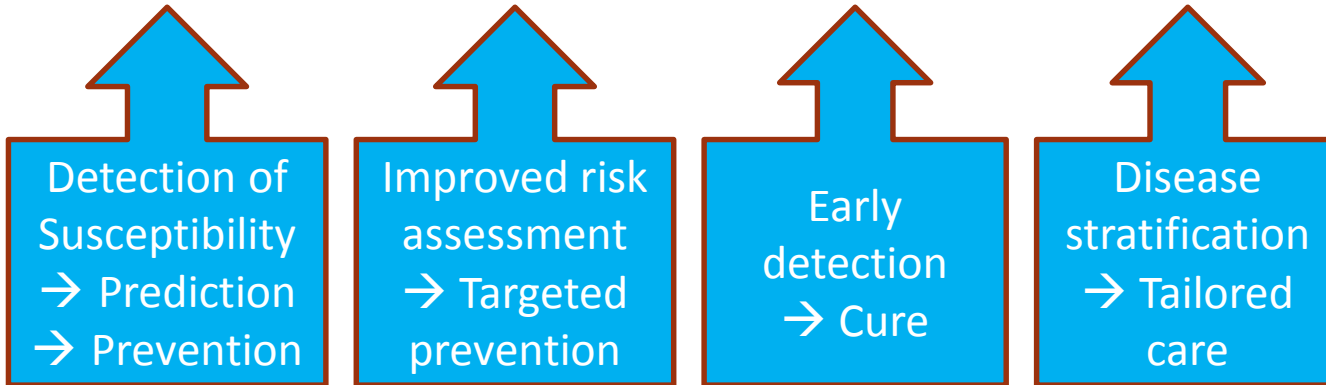 Detection of
Susceptibility
→ Prediction
→ Prevention
Improved risk
assessment
→ Targeted
prevention
Early
detection
→ Cure
Disease
stratification
→ Tailored
care